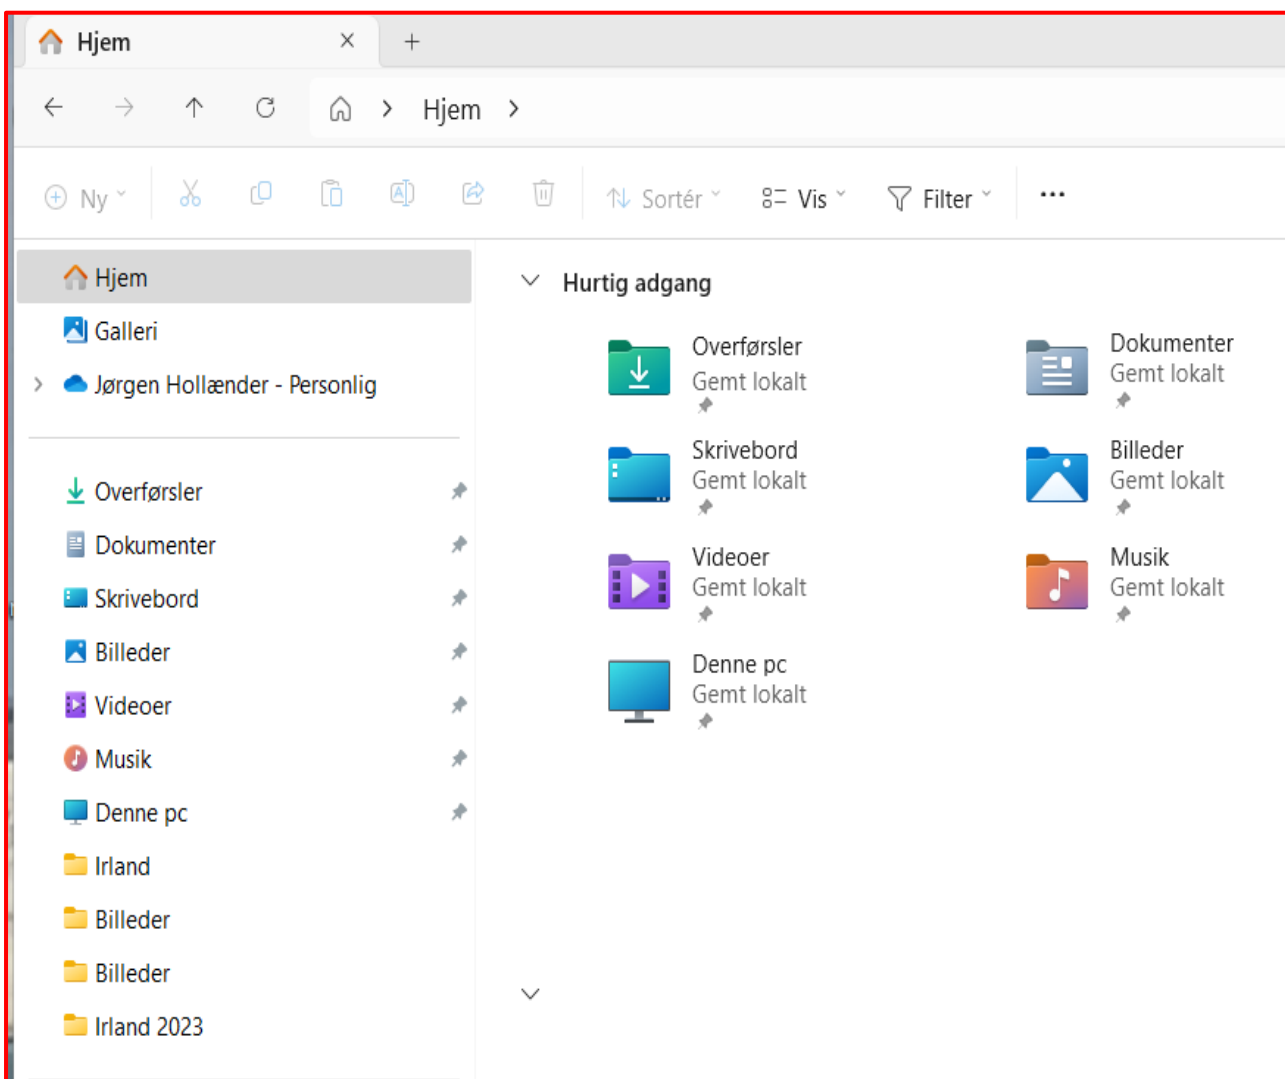 Hjem
Hjem
Ny
Sortér
Vis
Filter
Hjem
Galleri
Jørgen Hollænder - Personlig
Overførsler
Dokumenter
Skrivebord
Billeder
Videoer
Musik
Denne pc
Irland
Billeder
Billeder
Irland 2023
Hurtig adgang
Overførsler
Gemt lokalt
Dokumenter
Gemt lokalt
Skrivebord
Gemt lokalt
Billeder
Gemt lokalt
Videoer
Gemt lokalt
Musik
Gemt lokalt
Denne pc
Gemt lokalt